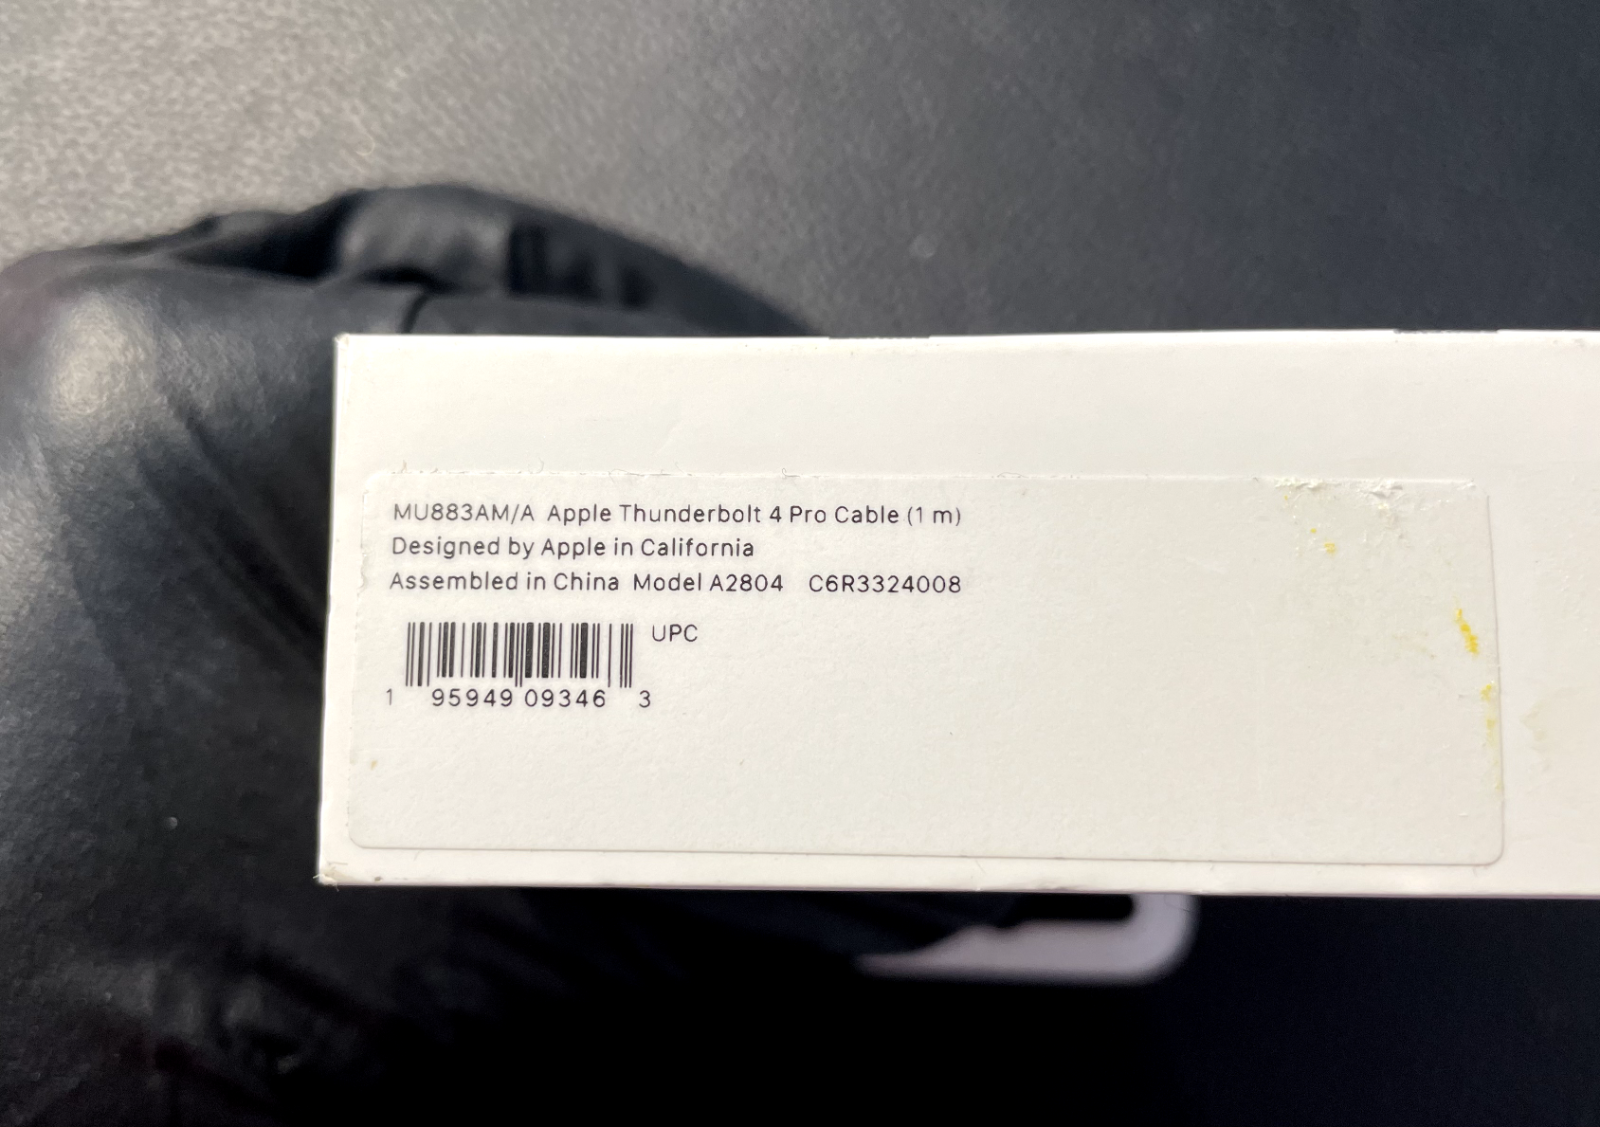 MU883AM/A Apple Thunderbolt 4 Pro Cable (1 m)
Designed by Apple in California
Assembled in China Model A2804 C6R3324008
UPC
1 95949 09346 3